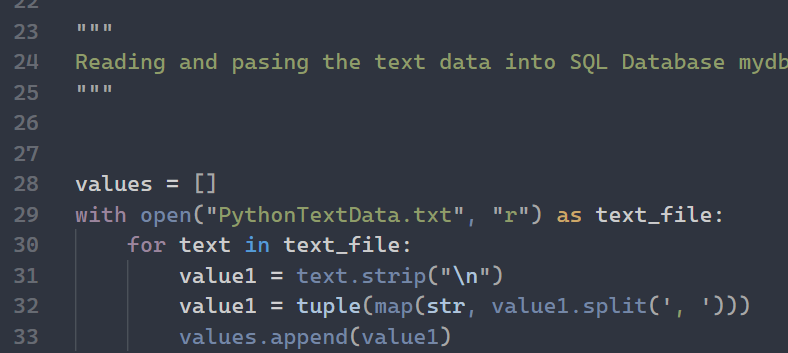 22
23 """
24 Reading and pasing the text data into SQL Database mydb
25 """
26
27
28 values = []
29 with open("PythonTextData.txt", "r") as text_file:
30     for text in text_file:
31         value1 = text.strip("\n")
32         value1 = tuple(map(str, value1.split(', ')))
33         values.append(value1)